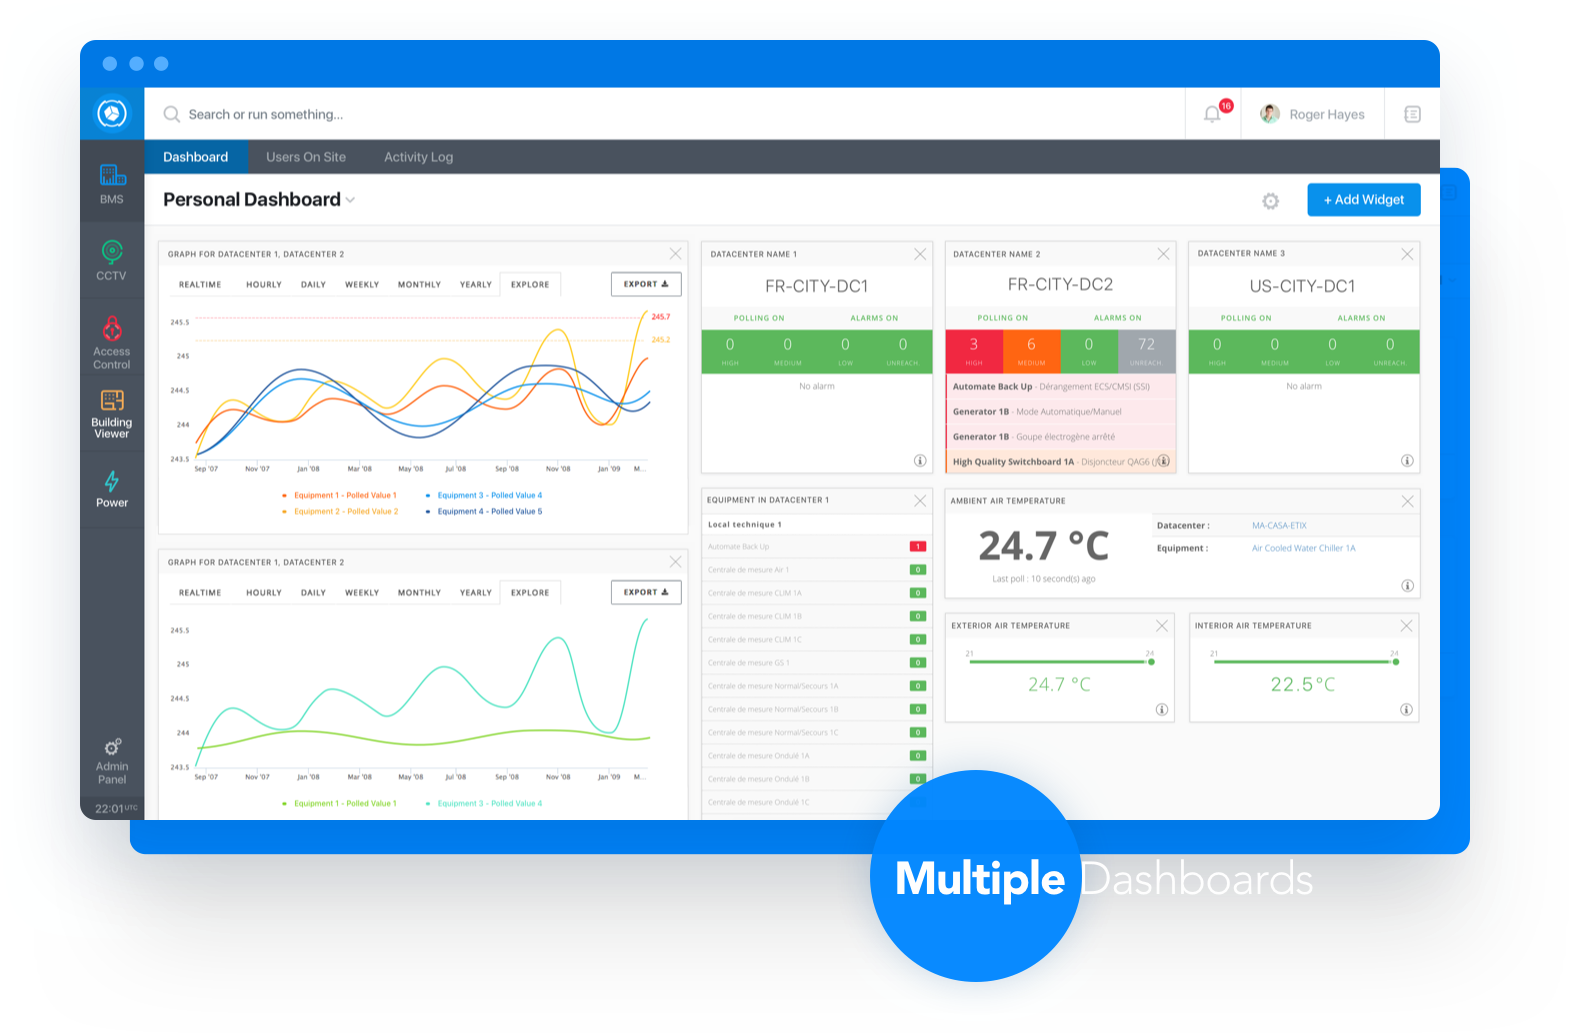 Search or run something...
16
Roger Hayes
Dashboard
Users On Site
Activity Log
BMS
CCTV
Access
Control
Building
Viewer
Power
Admin
Panel
22:01 UTC
Personal Dashboard
+ Add Widget
GRAPH FOR DATACENTER 1, DATACENTER 2
REALTIME HOURLY DAILY WEEKLY MONTHLY YEARLY EXPLORE EXPORT
245.5
245
244.5
244
243.5
245.7
245.2
Sep '07 Nov '07 Jan '08 Mar '08 May '08 Jul '08 Sep '08 Nov '08 Jan '09 M...
Equipment 1 - Polled Value 1 Equipment 3 - Polled Value 4
Equipment 2 - Polled Value 2 Equipment 4 - Polled Value 5
GRAPH FOR DATACENTER 1, DATACENTER 2
REALTIME HOURLY DAILY WEEKLY MONTHLY YEARLY EXPLORE EXPORT
245.5
245
244.5
244
243.5
Sep '07 Nov '07 Jan '08 Mar '08 May '08 Jul '08 Sep '08 Nov '08 Jan '09 M...
Equipment 1 - Polled Value 1 Equipment 3 - Polled Value 4
DATACENTER NAME 1
FR-CITY-DC1
POLLING ON ALARMS ON
0 0 0 0
HIGH MEDIUM LOW UNREACH.
No alarm
DATACENTER NAME 2
FR-CITY-DC2
POLLING ON ALARMS ON
3 6 0 72
HIGH MEDIUM LOW UNREACH.
Automate Back Up - Dérangement ECS/CMSI (SSI)
Generator 1B - Mode Automatique/Manuel
Generator 1B - Goupe électrogène arrêté
High Quality Switchboard 1A - Disjoncteur QAG6 (J
DATACENTER NAME 3
US-CITY-DC1
POLLING ON ALARMS ON
0 0 0 0
HIGH MEDIUM LOW UNREACH.
No alarm
EQUIPMENT IN DATACENTER 1
Local technique 1
Automate Back Up 1
Centrale de mesure Air 1 0
Centrale de mesure CLIM 1A 0
Centrale de mesure CLIM 1B 0
Centrale de mesure CLIM 1C 0
Centrale de mesure GS 1 0
Centrale de mesure Normal/Secours 1A 0
Centrale de mesure Normal/Secours 1B 0
Centrale de mesure Normal/Secours 1C 0
Centrale de mesure Ondulé 1A 0
Centrale de mesure Ondulé 1B 0
Centrale de mesure Ondulé 1C
AMBIENT AIR TEMPERATURE
24.7 °C
Last poll : 10 second(s) ago
Datacenter : MA-CASA-ETIX
Equipment : Air Cooled Water Chiller 1A
EXTERIOR AIR TEMPERATURE
21 24
24.7 °C
INTERIOR AIR TEMPERATURE
21 24
22.5°C
Multiple Dashboards